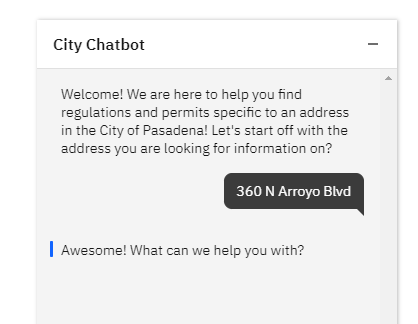 City Chatbot
Welcome! We are here to help you find
regulations and permits specific to an address
in the City of Pasadena! Let's start off with the
address you are looking for information on?
360 N Arroyo Blvd
Awesome! What can we help you with?